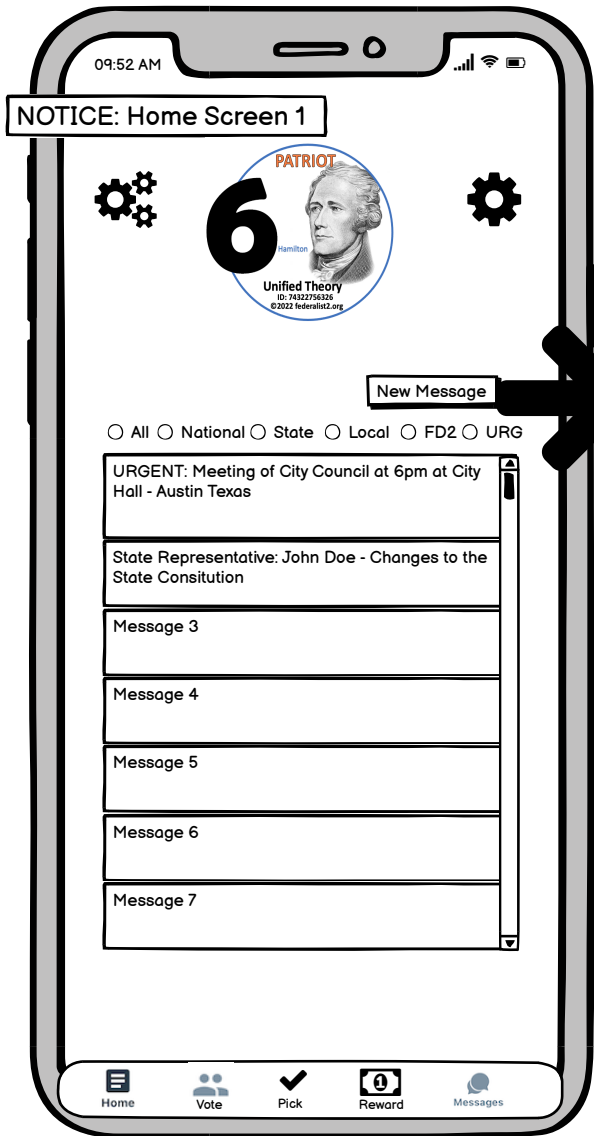 09:52 AM
NOTICE: Home Screen 1
PATRIOT
6
Hamilton
Unified Theory
ID: 74322756326
©2022 federalist2.org
New Message
All National State Local FD2 URG
URGENT: Meeting of City Council at 6pm at City
Hall - Austin Texas
State Representative: John Doe - Changes to the
State Consitution
Message 3
Message 4
Message 5
Message 6
Message 7
1
Home Vote Pick Reward Messages